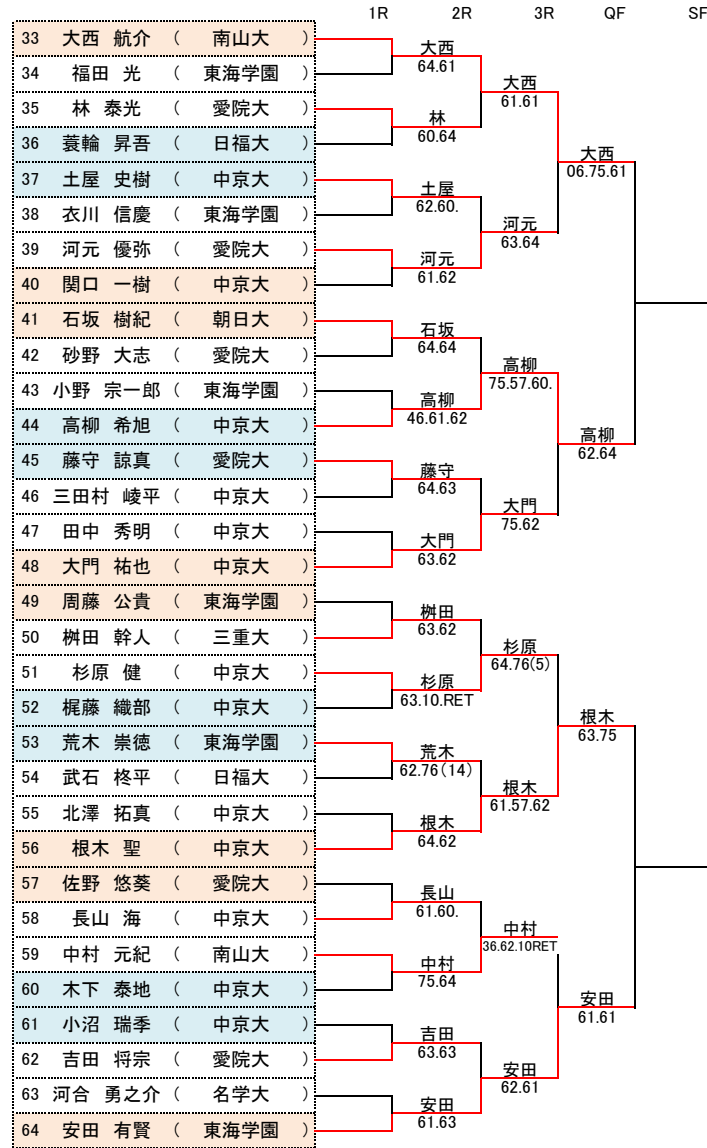 1R 2R 3R QF SF
33 大西 航介 ( 南山大 )
大西
34 福田 光 ( 東海学園 )
64.61
大西
35 林 泰光 ( 愛院大 )
61.61
林
36 蓑輪 昇吾 ( 日福大 )
60.64
大西
37 土屋 史樹 ( 中京大 )
06.75.61
土屋
38 衣川 信慶 ( 東海学園 )
62.60.
河元
39 河元 優弥 ( 愛院大 )
63.64
河元
40 関口 一樹 ( 中京大 )
61.62
41 石坂 樹紀 ( 朝日大 )
石坂
42 砂野 大志 ( 愛院大 )
64.64
高柳
43 小野 宗一郎 ( 東海学園 )
75.57.60.
高柳
44 高柳 希旭 ( 中京大 )
46.61.62
高柳
45 藤守 諒真 ( 愛院大 )
62.64
藤守
46 三田村 崚平 ( 中京大 )
64.63
大門
47 田中 秀明 ( 中京大 )
75.62
大門
48 大門 祐也 ( 中京大 )
63.62
49 周藤 公貴 ( 東海学園 )
桝田
50 桝田 幹人 ( 三重大 )
63.62
杉原
51 杉原 健 ( 中京大 )
64.76(5)
杉原
52 梶藤 織部 ( 中京大 )
63.10.RET
根木
53 荒木 崇徳 ( 東海学園 )
63.75
荒木
54 武石 柊平 ( 日福大 )
62.76(14)
根木
55 北澤 拓真 ( 中京大 )
61.57.62
根木
56 根木 聖 ( 中京大 )
64.62
57 佐野 悠葵 ( 愛院大 )
長山
58 長山 海 ( 中京大 )
61.60.
中村
59 中村 元紀 ( 南山大 )
36.62.10RET
中村
60 木下 泰地 ( 中京大 )
75.64
安田
61 小沼 瑞季 ( 中京大 )
61.61
吉田
62 吉田 将宗 ( 愛院大 )
63.63
安田
63 河合 勇之介 ( 名学大 )
62.61
安田
64 安田 有賢 ( 東海学園 )
61.63